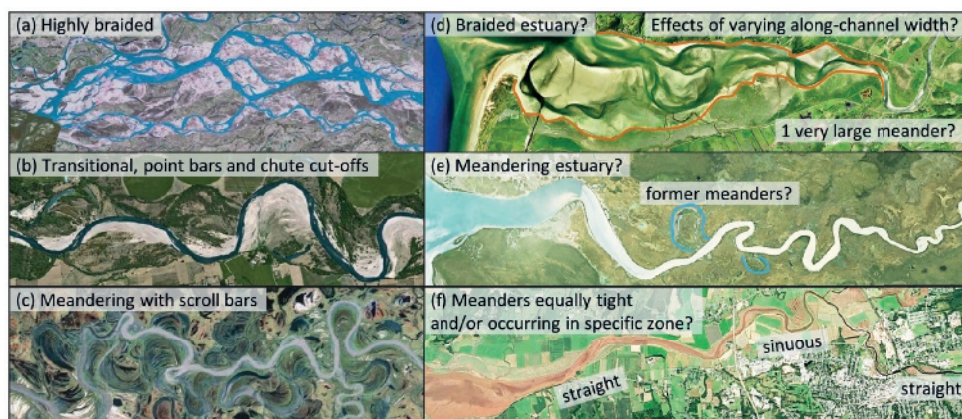 (a) Highly braided
(b) Transitional, point bars and chute cut-offs
(c) Meandering with scroll bars
(d) Braided estuary?
Effects of varying along-channel width?
1 very large meander?
(e) Meandering estuary?
former meanders?
(f) Meanders equally tight
and/or occurring in specific zone?
straight
sinuous
straight